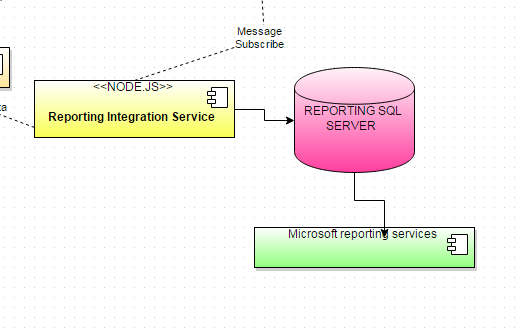 Message
Subscribe
<<NODE.JS>>
Reporting Integration Service
REPORTING SQL
SERVER
Microsoft reporting services